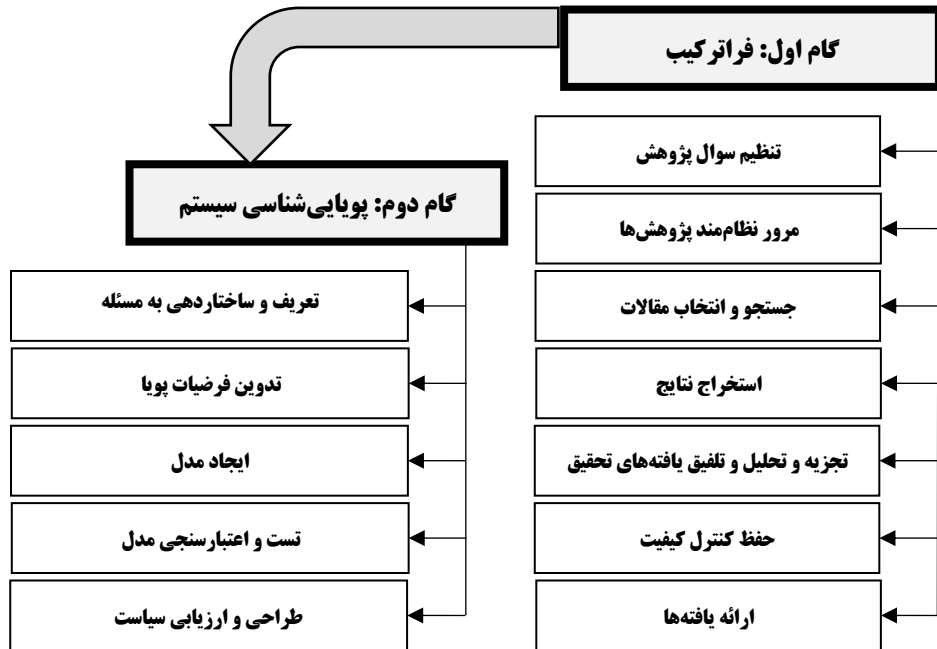 گام اول: فراترکیب
تنظیم سوال پژوهش
مرور نظام‌مند پژوهش‌ها
جستجو و انتخاب مقالات
استخراج نتایج
تجزیه و تحلیل و تلفیق یافته‌های تحقیق
حفظ کنترل کیفیت
ارائه یافته‌ها
گام دوم: پویایی‌شناسی سیستم
تعریف و ساختاردهی به مسئله
تدوین فرضیات پویا
ایجاد مدل
تست و اعتبارسنجی مدل
طراحی و ارزیابی سیاست